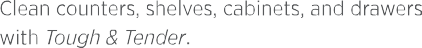 Clean counters, shelves, cabinets, and drawers
with Tough & Tender.